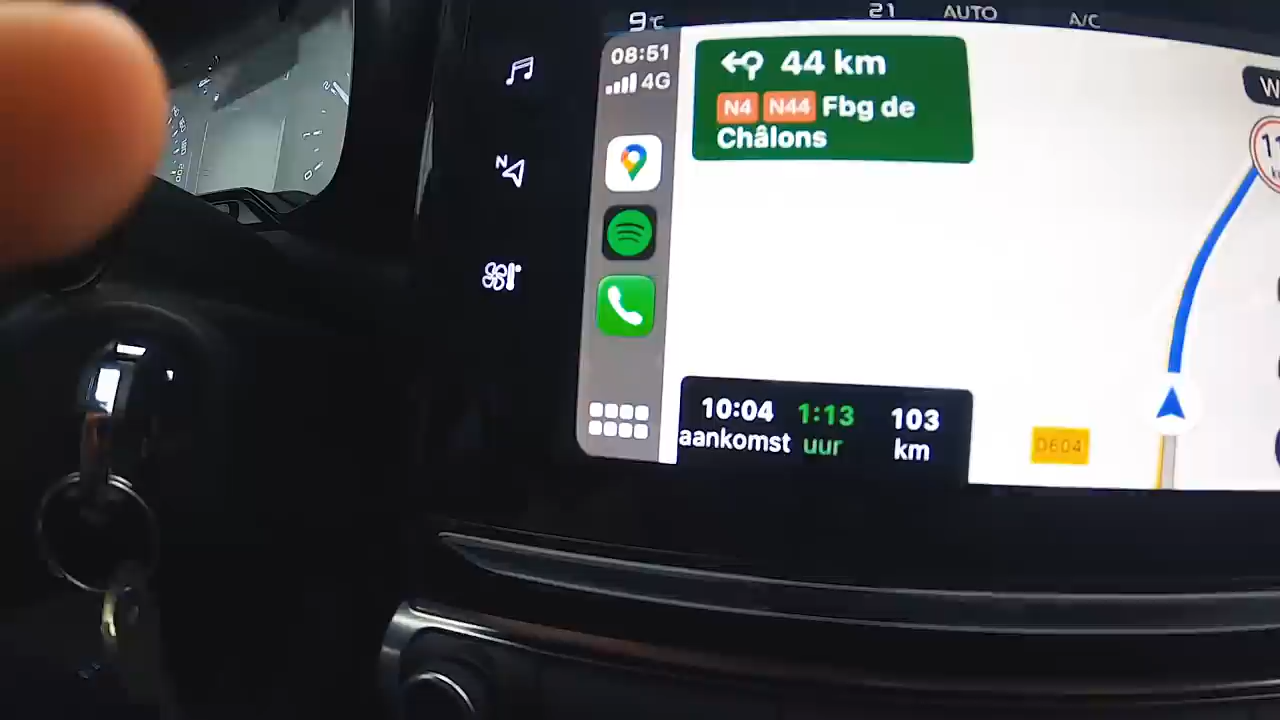 9°C 21 AUTO A/C
08:51
4G
44 km
N4 N44 Fbg de
Châlons
N
10:04 1:13 103
aankomst uur km
D604